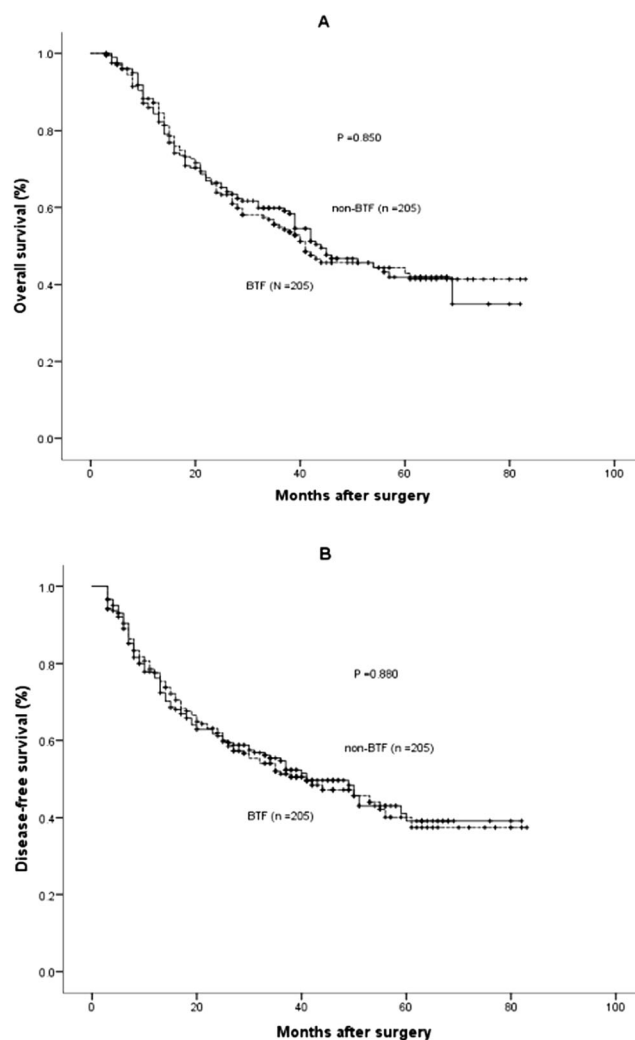 A
1.0
0.8
P =0.850
0.6
non-BTF (n =205)
Overall survival (%)
0.4
BTF (N =205)
0.2
0.0
0 20 40 60 80 100
Months after surgery
B
1.0
0.8
P =0.880
0.6
non-BTF (n =205)
Disease-free survival (%)
0.4
BTF (n =205)
0.2
0.0
0 20 40 60 80 100
Months after surgery